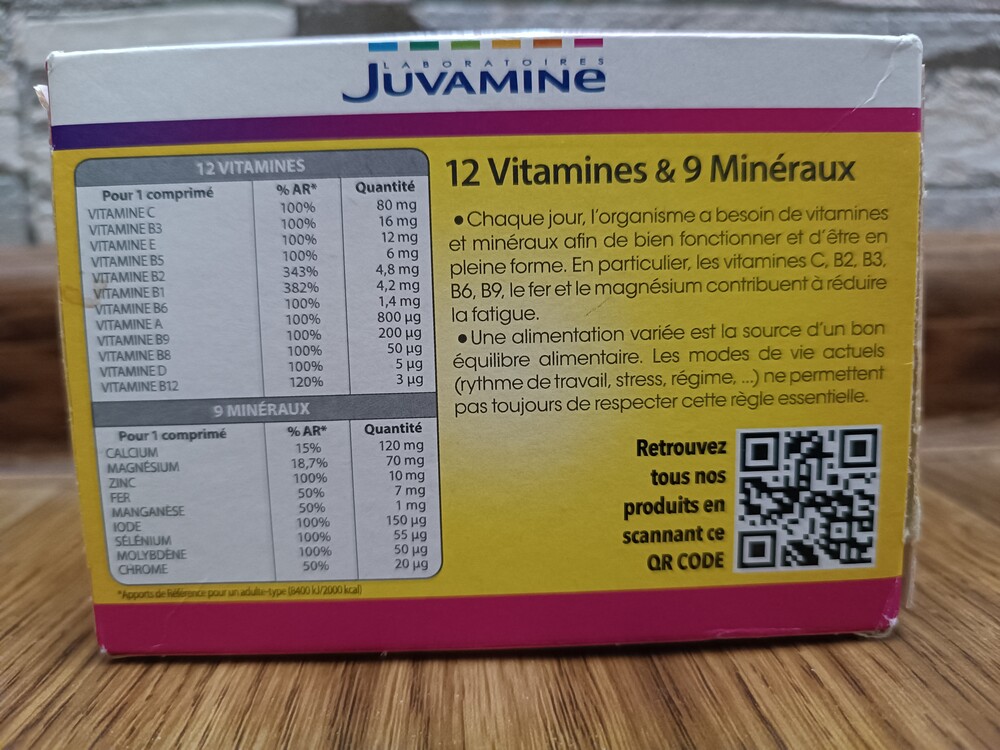 LABORATOIRES
JUVAMINE
12 VITAMINES
Pour 1 comprimé % AR* Quantité
VITAMINE C 100% 80 mg
VITAMINE B3 100% 16 mg
VITAMINE E 100% 12 mg
VITAMINE B5 100% 6 mg
VITAMINE B2 343% 4,8 mg
VITAMINE B1 382% 4,2 mg
VITAMINE B6 100% 1,4 mg
VITAMINE A 100% 800 µg
VITAMINE B9 100% 200 µg
VITAMINE B8 100% 50 µg
VITAMINE D 100% 5 µg
VITAMINE B12 120% 3 µg
9 MINÉRAUX
Pour 1 comprimé % AR* Quantité
CALCIUM 15% 120 mg
MAGNÉSIUM 18,7% 70 mg
ZINC 100% 10 mg
FER 50% 7 mg
MANGANÈSE 50% 1 mg
IODE 100% 150 µg
SÉLÉNIUM 100% 55 µg
MOLYBDÈNE 100% 50 µg
CHROME 50% 20 µg
*Apports de Référence pour un adulte-type (8400 kJ/2000 kcal)
12 Vitamines & 9 Minéraux
• Chaque jour, l'organisme a besoin de vitamines
et minéraux afin de bien fonctionner et d'être en
pleine forme. En particulier, les vitamines C, B2, B3,
B6, B9, le fer et le magnésium contribuent à réduire
la fatigue.
• Une alimentation variée est la source d'un bon
équilibre alimentaire. Les modes de vie actuels
(rythme de travail, stress, régime, ...) ne permettent
pas toujours de respecter cette règle essentielle.
Retrouvez
tous nos
produits en
scannant ce
QR CODE